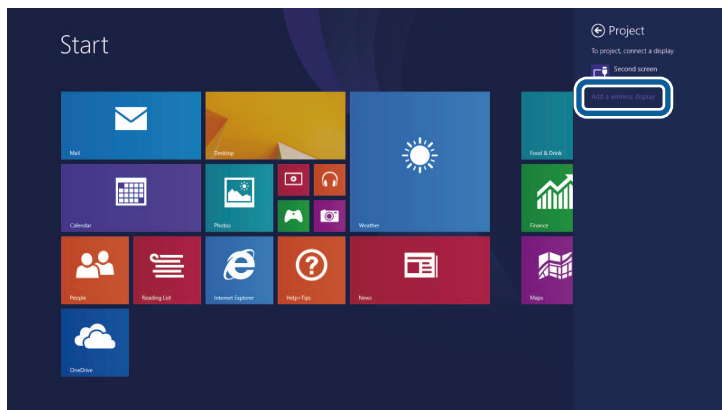 Start
Project
To project, connect a display.
Second screen
Add a wireless display
Mail
Desktop
Weather
Food & Drink
Calendar
Photos
Finance
People
Reading List
Internet Explorer
Help+Tips
News
Maps
OneDrive